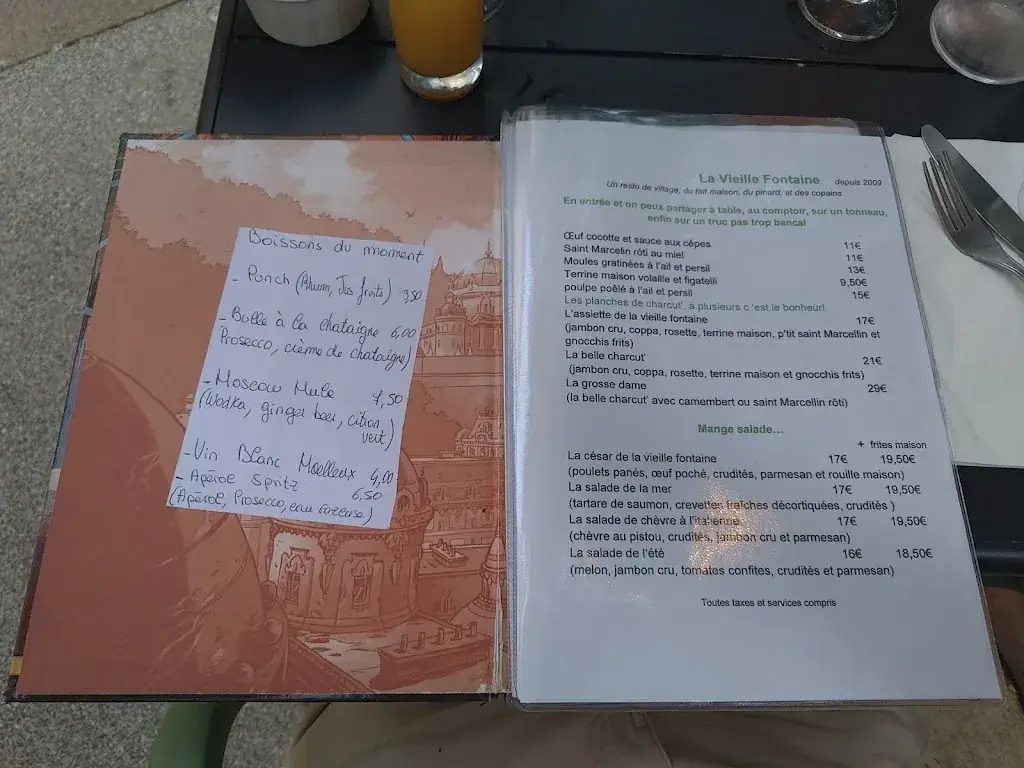 Boissons du moment
- Ponch (Rhum, Jus fruits) 3,50
- Bulle à la chataigne 6,00
Prosecco, crème de chataigne)
- Moscow Mule 7,50
(Wodka, ginger beer, citron
vert)
- Vin Blanc Moelleux 4,00
- Apérol Spritz 6,50
(Apérol, Prosecco, eau gazeuse)
La Vieille Fontaine depuis 2009
Un resto de village, du fait maison, du pinard, et des copains
En entrée et on peux partager à table, au comptoir, sur un tonneau,
enfin sur un truc pas trop bancal
Œuf cocotte et sauce aux cêpes 11€
Saint Marcelin rôti au miel 11€
Moules gratinées à l'ail et persil 13€
Terrine maison volaille et figatelli 9,50€
poulpe poêlé à l'ail et persil 15€
Les planches de charcut', à plusieurs c 'est le bonheur!
L'assiette de la vieille fontaine 17€
(jambon cru, coppa, rosette, terrine maison, p'tit saint Marcellin et
gnocchis frits)
La belle charcut' 21€
(jambon cru, coppa, rosette, terrine maison et gnocchis frits)
La grosse dame 29€
(la belle charcut' avec camembert ou saint Marcellin rôti)
Mange salade...
+ frites maison
La césar de la vieille fontaine 17€ 19,50€
(poulets panés, œuf poché, crudités, parmesan et rouille maison)
La salade de la mer 17€ 19,50€
(tartare de saumon, crevettes fraîches décortiquées, crudités )
La salade de chèvre à l'italienne 17€ 19,50€
(chèvre au pistou, crudités, jambon cru et parmesan)
La salade de l'été 16€ 18,50€
(melon, jambon cru, tomates confites, crudités et parmesan)
Toutes taxes et services compris